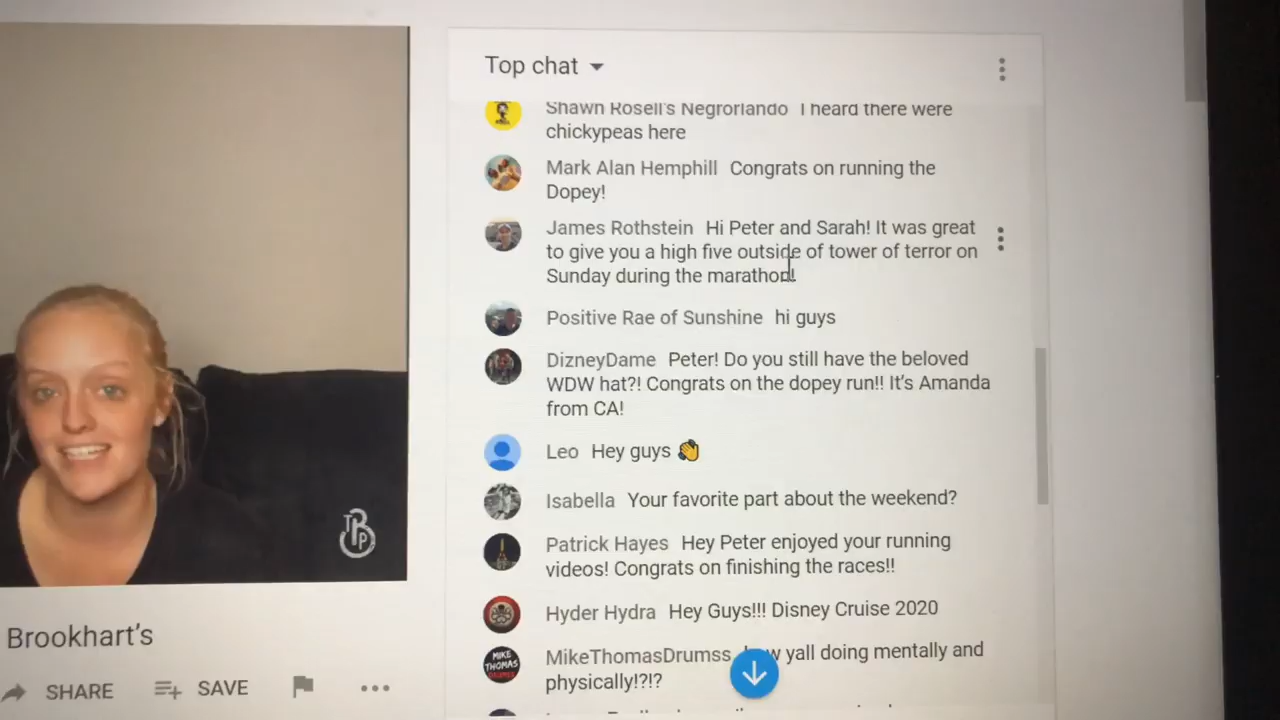 Top chat
Shawn Rosell's Negrorlando I heard there were
chickypeas here
Mark Alan Hemphill Congrats on running the
Dopey!
James Rothstein Hi Peter and Sarah! It was great
to give you a high five outside of tower of terror on
Sunday during the marathon!
Positive Rae of Sunshine hi guys
DizneyDame Peter! Do you still have the beloved
WDW hat?! Congrats on the dopey run!! It's Amanda
from CA!
Leo Hey guys
Isabella Your favorite part about the weekend?
Patrick Hayes Hey Peter enjoyed your running
videos! Congrats on finishing the races!!
Hyder Hydra Hey Guys!!! Disney Cruise 2020
MIKE
THOMAS
MikeThomasDrumss yall doing mentally and
physically!?!?
TBP
Brookhart's
SHARE
SAVE